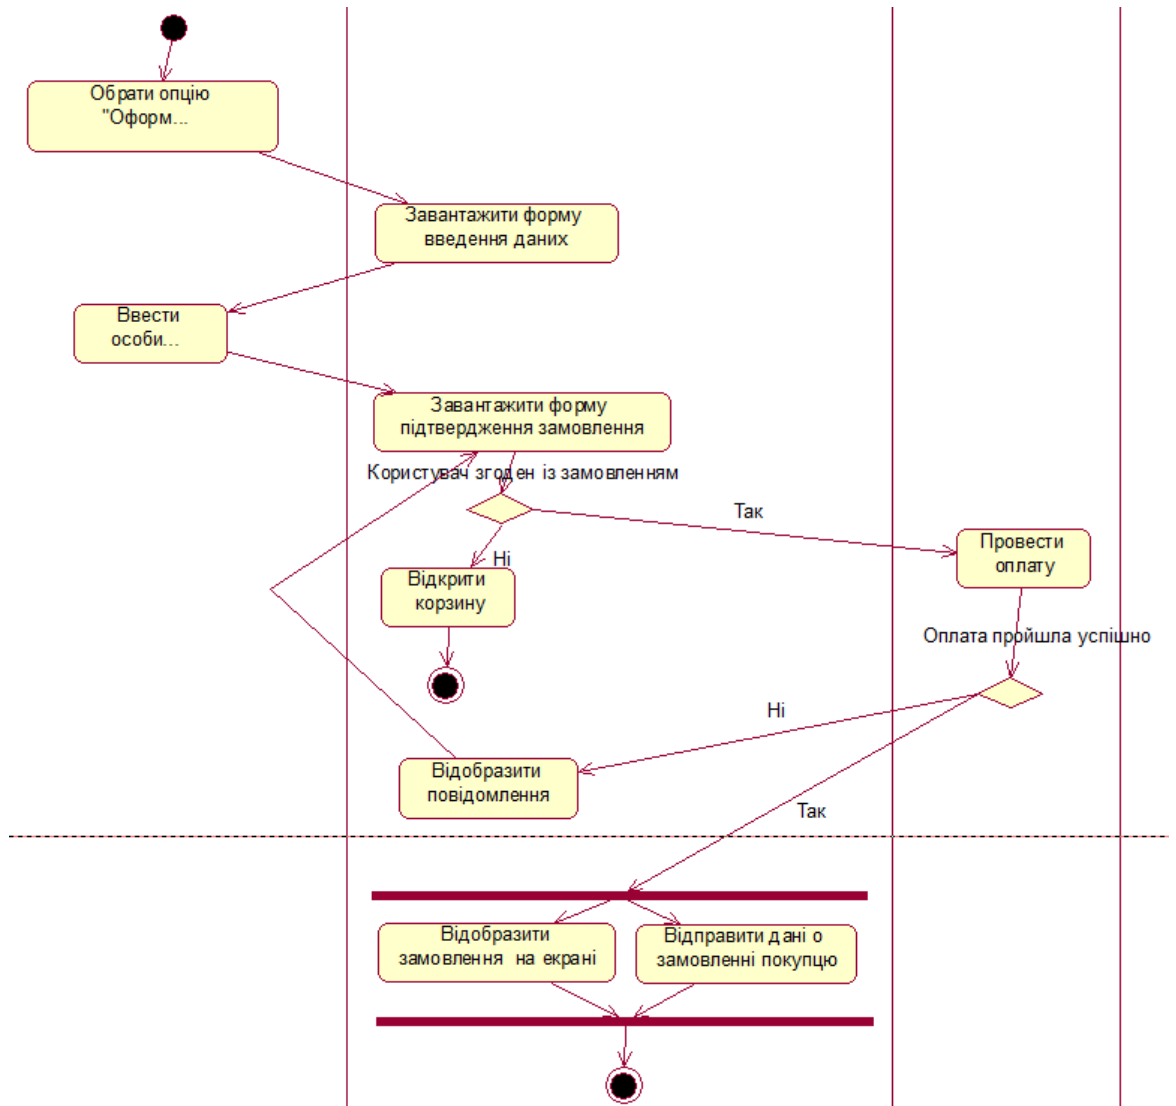 Обрати опцію
"Оформ...
Завантажити форму
введення даних
Ввести
особи...
Завантажити форму
підтвердження замовлення
Користувач згоден із замовленням
Так
Провести
оплату
Ні
Відкрити
корзину
Оплата пройшла успішно
Ні
Відобразити
повідомлення
Так
Відобразити
замовлення на екрані
Відправити дані о
замовленні покупцю